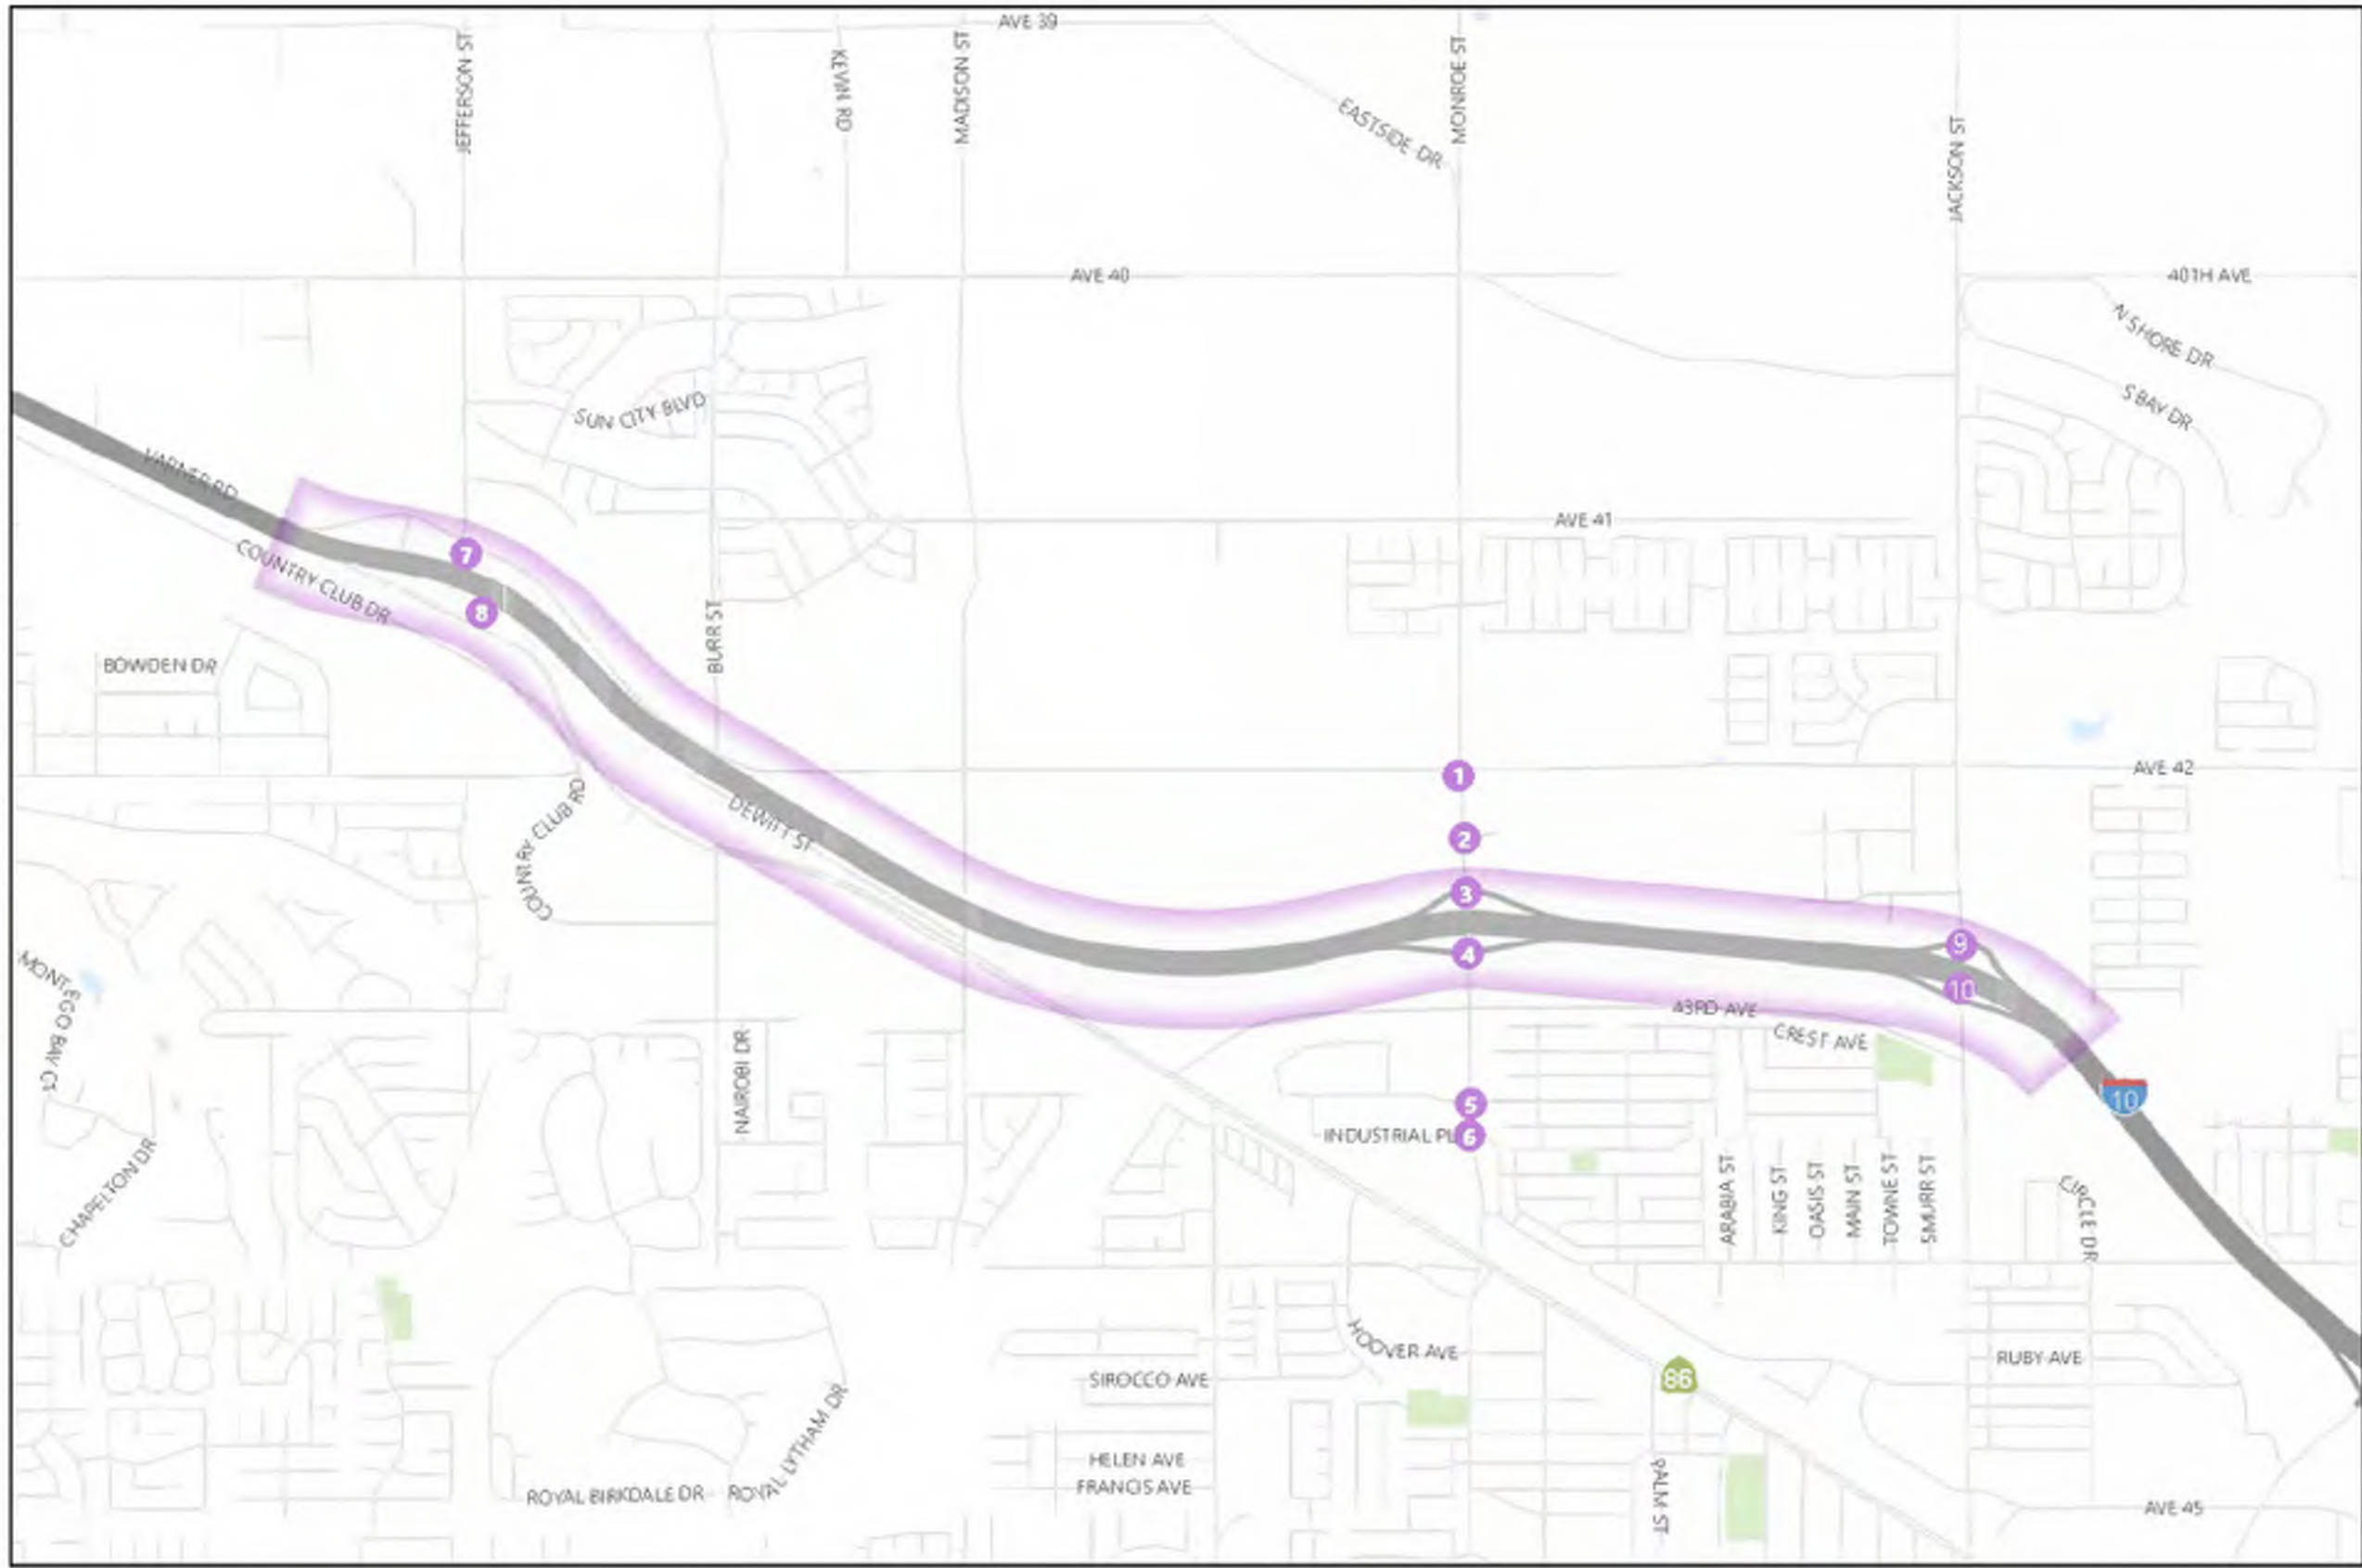 AVE 39
JEFFERSON ST
KEVIN RD
MADISON ST
MONROE ST
EASTSIDE DR
JACKSON ST
AVE 40
401H AVE
N SHORE DR
S BAY DR
SUN CITY BLVD
VARNER RD
AVE 41
COUNTRY CLUB DR
7
8
BURR ST
BOWDEN DR
AVE 42
1
DEWITT ST
COUNTRY CLUB RD
2
3
4
9
10
MONTEGO BAY CT
43RD AVE
CREST AVE
NAIROBI DR
10
5
INDUSTRIAL PL
6
CHAPELTON DR
ARABIA ST
KING ST
OASIS ST
MAIN ST
TOWNE ST
SMURR ST
CIRCLE DR
HOOVER AVE
RUBY AVE
SIROCCO AVE
86
ROYAL LYTHAM DR
HELEN AVE
FRANCIS AVE
ROYAL BIRKDALE DR
PALM ST
AVE 45